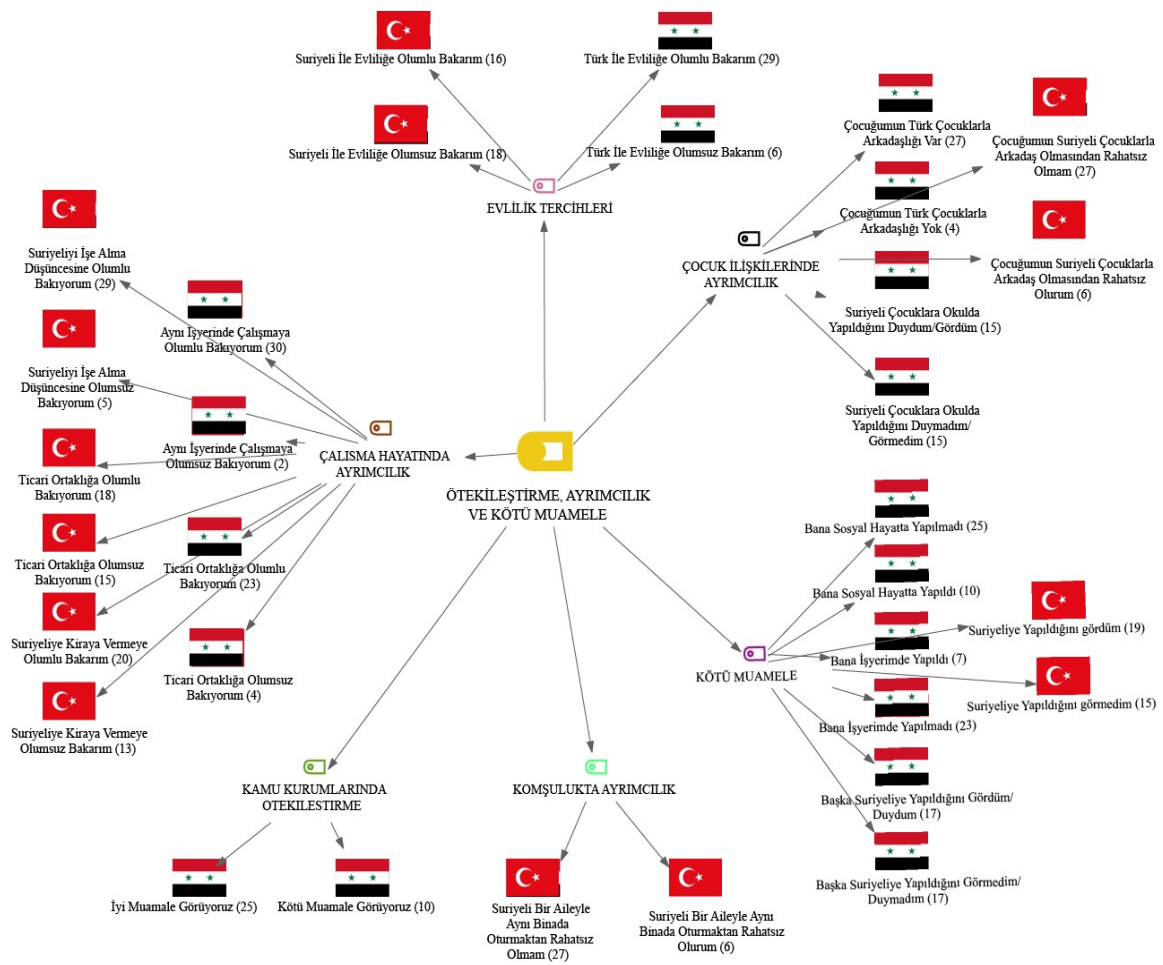 Suriyeli İle Evliliğe Olumlu Bakarım (16)
Türk İle Evliliğe Olumlu Bakarım (29)
Suriyeli İle Evliliğe Olumsuz Bakarım (18)
Türk İle Evliliğe Olumsuz Bakarım (6)
EVLİLİK TERCİHLERİ
Çocuğumun Türk Çocuklarla
Arkadaşlığı Var (27)
Çocuğumun Suriyeli Çocuklarla
Arkadaş Olmasından Rahatsız
Olmam (27)
Çocuğumun Türk Çocuklarla
Arkadaşlığı Yok (4)
Çocuğumun Suriyeli Çocuklarla
Arkadaş Olmasından Rahatsız
Olurum (6)
ÇOCUK İLİŞKİLERİNDE
AYRIMCILIK
Suriyeli Çocuklara Okulda
Yapıldığını Duydum/Gördüm (15)
Suriyeli Çocuklara Okulda
Yapıldığını Duymadım/
Görmedim (15)
Suriyeliyi İşe Alma
Düşüncesine Olumlu
Bakıyorum (29)
Aynı İşyerinde Çalışmaya
Olumlu Bakıyorum (30)
Suriyeliyi İşe Alma
Düşüncesine Olumsuz
Bakıyorum (5)
Aynı İşyerinde Çalışmaya
Olumsuz Bakıyorum (2)
ÇALISMA HAYATINDA
AYRIMCILIK
Ticari Ortaklığa Olumlu
Bakıyorum (18)
Ticari Ortaklığa Olumsuz
Bakıyorum (15)
Ticari Ortaklığa Olumlu
Bakıyorum (23)
Suriyeliye Kiraya Vermeye
Olumlu Bakarım (20)
Ticari Ortaklığa Olumsuz
Bakıyorum (4)
Suriyeliye Kiraya Vermeye
Olumsuz Bakarım (13)
ÖTEKİLEŞTİRME, AYRIMCILIK
VE KÖTÜ MUAMELE
Bana Sosyal Hayatta Yapılmadı (25)
Bana Sosyal Hayatta Yapıldı (10)
Suriyeliye Yapıldığını gördüm (19)
Bana İşyerimde Yapıldı (7)
KÖTÜ MUAMELE
Suriyeliye Yapıldığını görmedim (15)
Bana İşyerimde Yapılmadı (23)
Başka Suriyeliye Yapıldığını Gördüm/
Duydum (17)
Başka Suriyeliye Yapıldığını Görmedim/
Duymadım (17)
KAMU KURUMLARINDA
OTEKILESTIRME
İyi Muamale Görüyoruz (25)
Kötü Muamale Görüyoruz (10)
KOMŞULUKTA AYRIMCILIK
Suriyeli Bir Aileyle
Aynı Binada
Oturmaktan Rahatsız
Olmam (27)
Suriyeli Bir Aileyle Aynı
Binada Oturmaktan Rahatsız
Olurum (6)